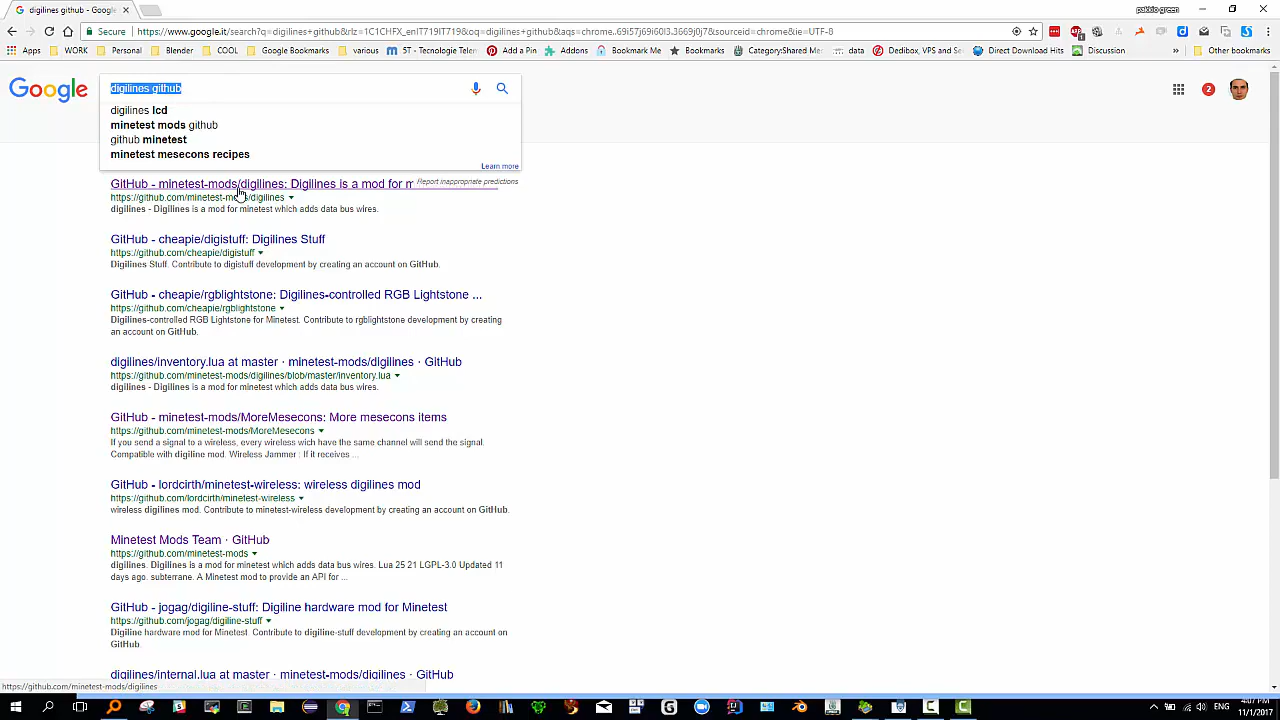 digilines github - Google
pakkio green
Secure
https://www.google.it/search?q=digilines+github&rlz=1C1CHFX_enIT719IT719&oq=digilines+github&aqs=chrome..69i57j69i60l3.3669j0j7&sourceid=chrome&ie=UTF-8
Apps
WORK
Personal
Blender
COOL
Google Bookmarks
various
ST - Tecnologie Telem
Add a Pin
Addons
Bookmark Me
Bookmarks
Category:Shared Me
data
Dedibox, VPS and Se
Direct Download Hits
Discussion
»
Other bookmarks
Google
digilines github
2
digilines lcd
minetest mods github
github minetest
minetest mesecons recipes
Learn more
Report inappropriate predictions
GitHub - minetest-mods/digilines: Digilines is a mod for m
https://github.com/minetest-mods/digilines
digilines - Digilines is a mod for minetest which adds data bus wires.
GitHub - cheapie/digistuff: Digilines Stuff
https://github.com/cheapie/digistuff
Digilines Stuff. Contribute to digistuff development by creating an account on GitHub.
GitHub - cheapie/rgblightstone: Digilines-controlled RGB Lightstone ...
https://github.com/cheapie/rgblightstone
Digilines-controlled RGB Lightstone for Minetest. Contribute to rgblightstone development by creating
an account on GitHub.
digilines/inventory.lua at master · minetest-mods/digilines · GitHub
https://github.com/minetest-mods/digilines/blob/master/inventory.lua
digilines - Digilines is a mod for minetest which adds data bus wires.
GitHub - minetest-mods/MoreMesecons: More mesecons items
https://github.com/minetest-mods/MoreMesecons
If you send a signal to a wireless, every wireless wich have the same channel will send the signal.
Compatible with digiline mod. Wireless Jammer : If it receives ...
GitHub - lordcirth/minetest-wireless: wireless digilines mod
https://github.com/lordcirth/minetest-wireless
wireless digilines mod. Contribute to minetest-wireless development by creating an account on GitHub.
Minetest Mods Team · GitHub
https://github.com/minetest-mods
digilines. Digilines is a mod for minetest which adds data bus wires. Lua 25 21 LGPL-3.0 Updated 11
days ago. subterrane. A Minetest mod to provide an API for ...
GitHub - jogag/digiline-stuff: Digiline hardware mod for Minetest
https://github.com/jogag/digiline-stuff
Digiline hardware mod for Minetest. Contribute to digiline-stuff development by creating an account on
GitHub.
digilines/internal.lua at master · minetest-mods/digilines · GitHub
https://github.com/minetest-mods/digilines
ENG
4:07 PM
11/1/2017